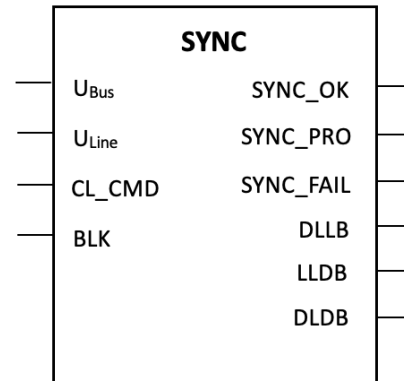 SYNC
UBus
ULine
CL_CMD
BLK
SYNC_OK
SYNC_PRO
SYNC_FAIL
DLLB
LLDB
DLDB